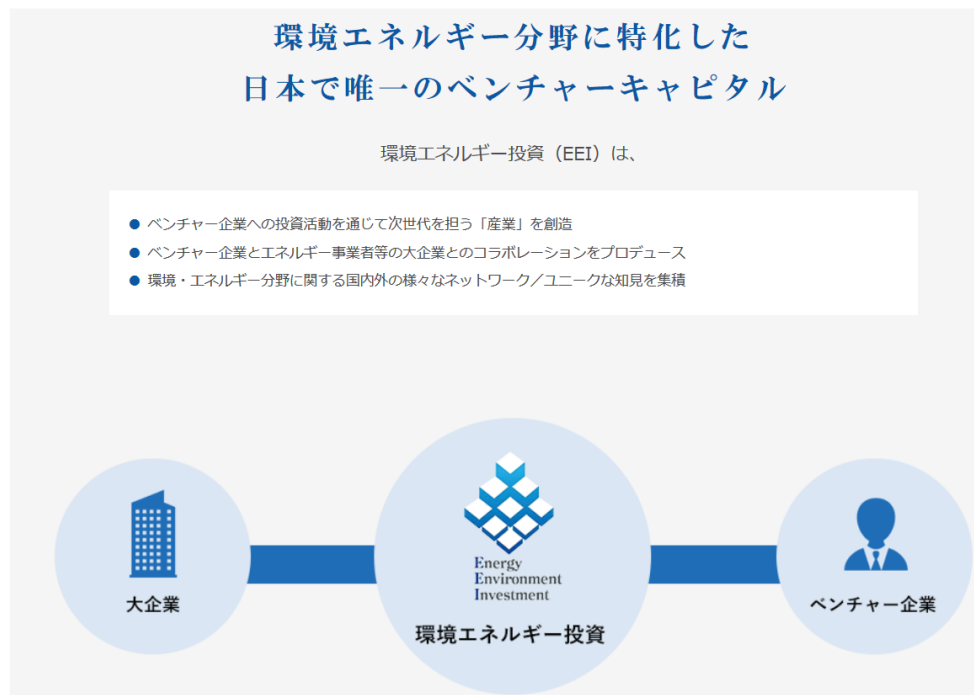 環境エネルギー分野に特化した
日本で唯一のベンチャーキャピタル
環境エネルギー投資（EEI）は、
● ベンチャー企業への投資活動を通じて次世代を担う「産業」を創造
● ベンチャー企業とエネルギー事業者等の大企業とのコラボレーションをプロデュース
● 環境・エネルギー分野に関する国内外の様々なネットワーク／ユニークな知見を集積
Energy
Environment
Investment
大企業
環境エネルギー投資
ベンチャー企業